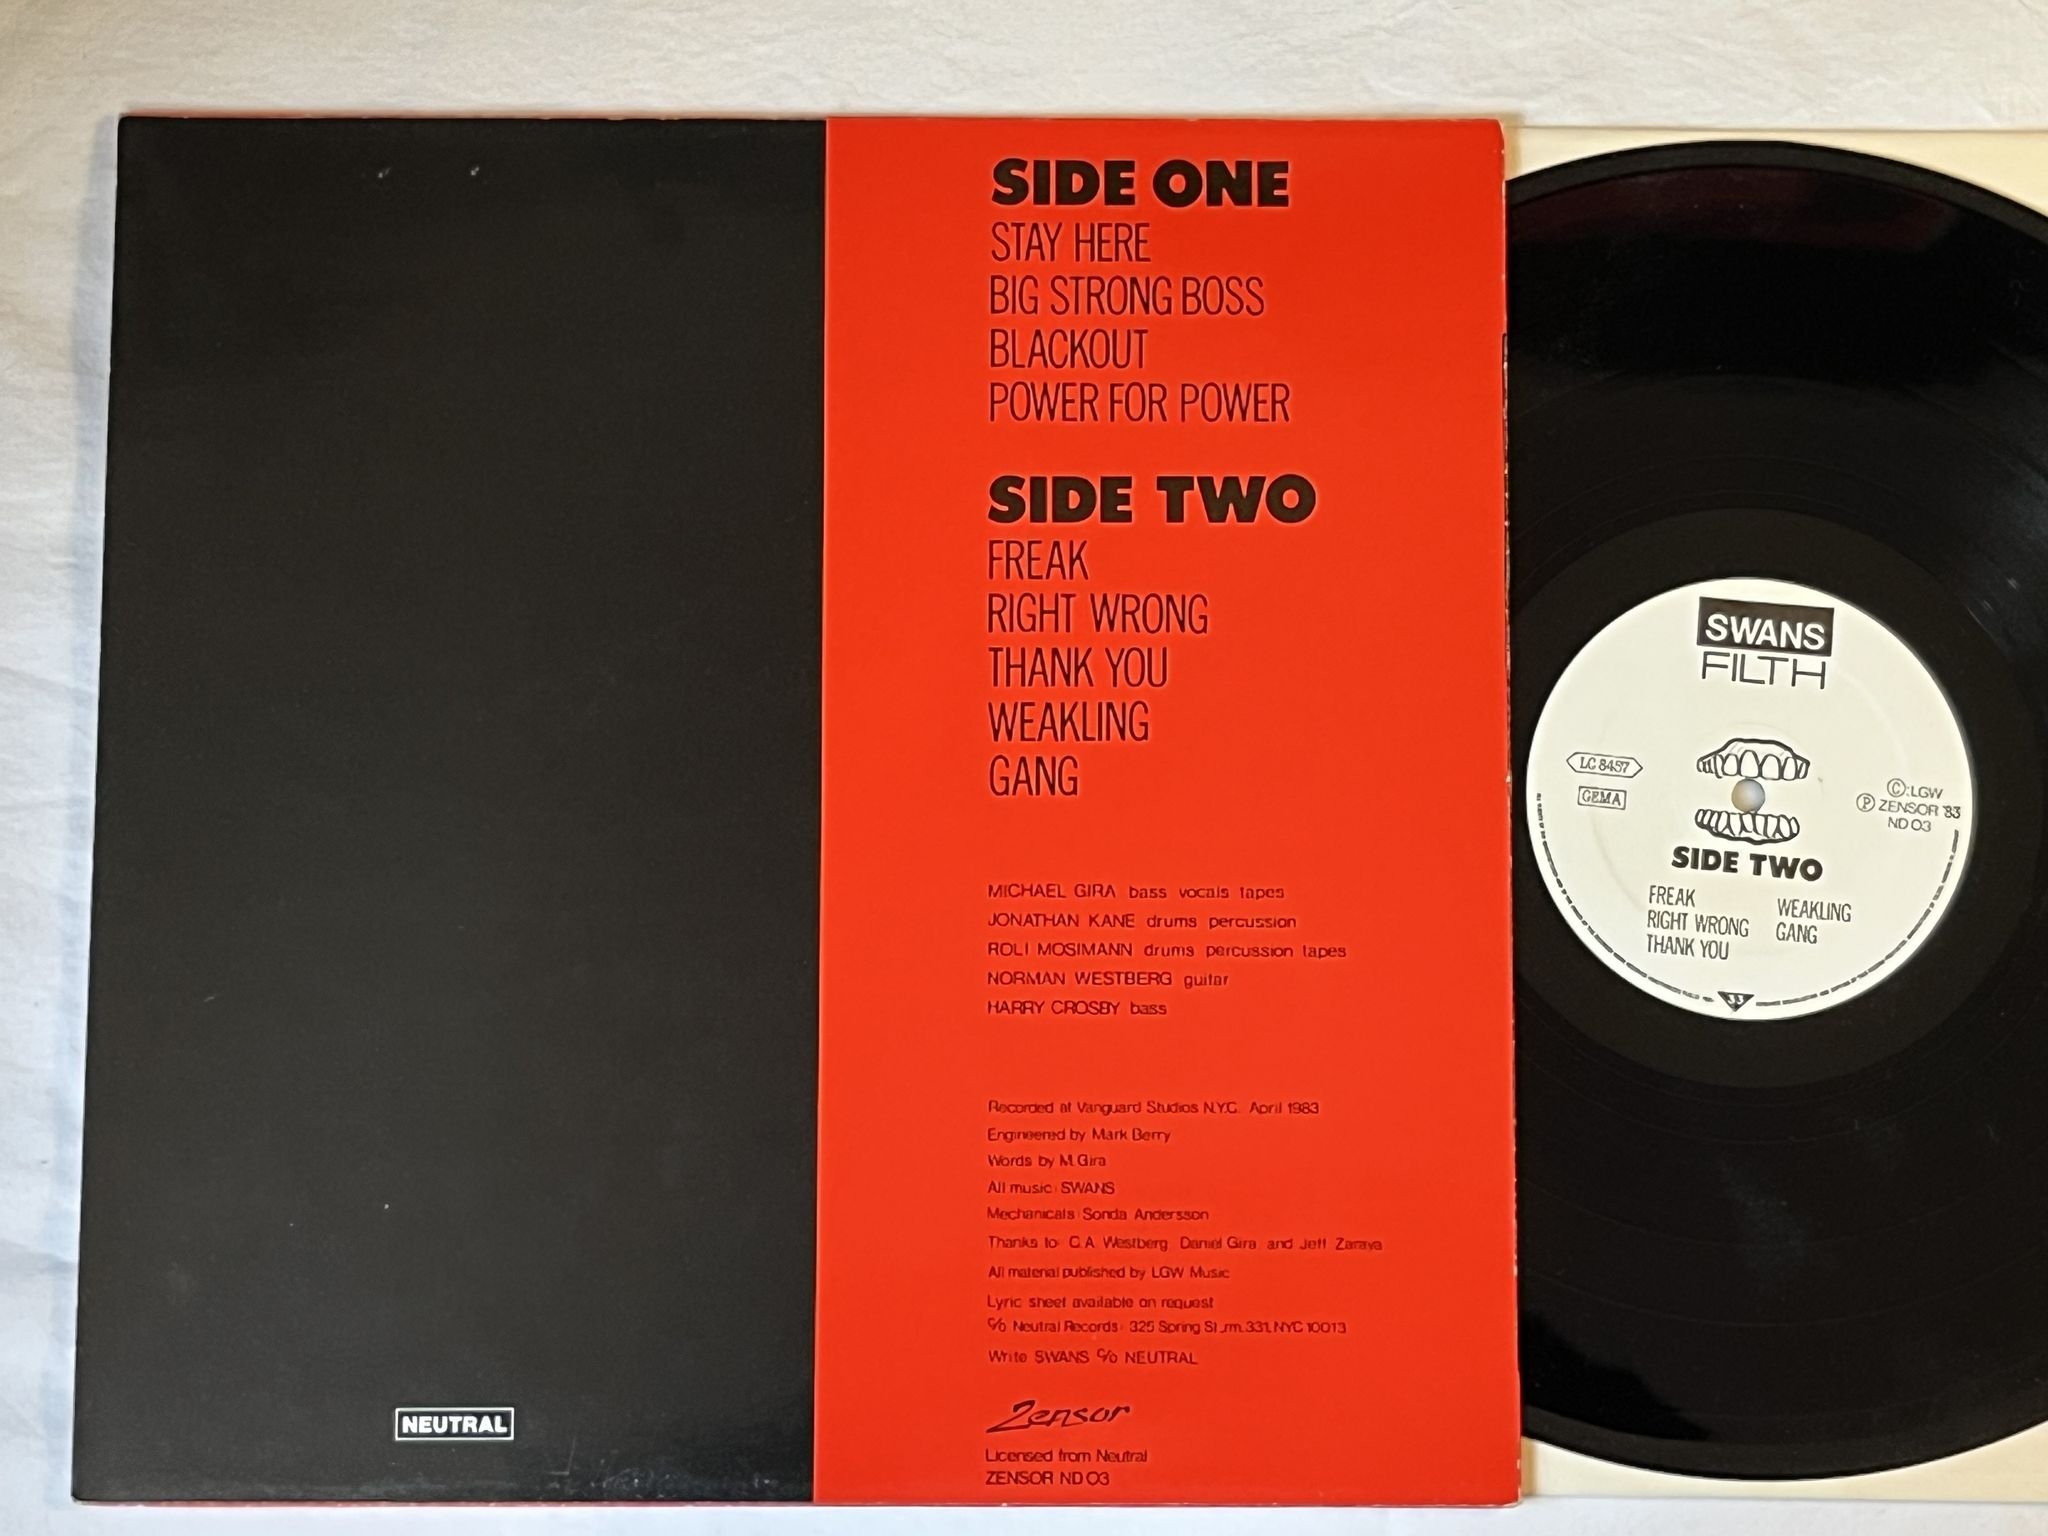 SIDE ONE
STAY HERE
BIG STRONG BOSS
BLACKOUT
POWER FOR POWER
SIDE TWO
FREAK
RIGHT WRONG
THANK YOU
WEAKLING
GANG
MICHAEL GIRA bass vocals tapes
JONATHAN KANE drums percussion
ROLI MOSIMANN drums percussion tapes
NORMAN WESTBERG guitar
HARRY CROSBY bass
Recorded at Vanguard Studios N.Y.C. April 1983
Engineered by Mark Berry
Words by M. Gira
All music: SWANS
Mechanicals: Sonda Andersson
Thanks to: C.A. Westberg, Daniel Gira, and Jeff
All material published by LGW Music
Lyric sheet available on request
c/o Neutral Records: 325 Spring St., rm. 331, NYC 10013
Write SWANS c/o NEUTRAL
Zensor
Licensed from Neutral
ZENSOR ND 03
NEUTRAL
SWANS
FILTH
LC 8457
GEMA
©: LGW
℗ ZENSOR '83
ND 03
SIDE TWO
FREAK
RIGHT WRONG
THANK YOU
WEAKLING
GANG
33